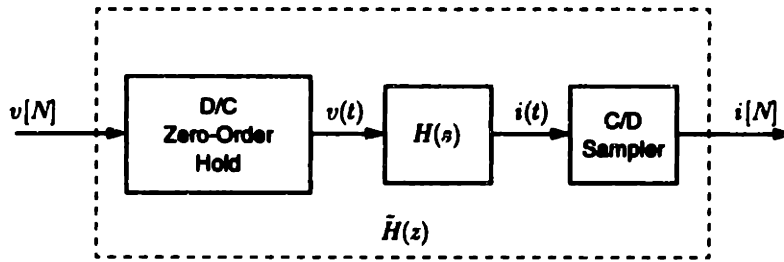 v[N]
D/C
Zero-Order
Hold
v(t)
H(s)
i(t)
C/D
Sampler
i[N]
H̃(z)